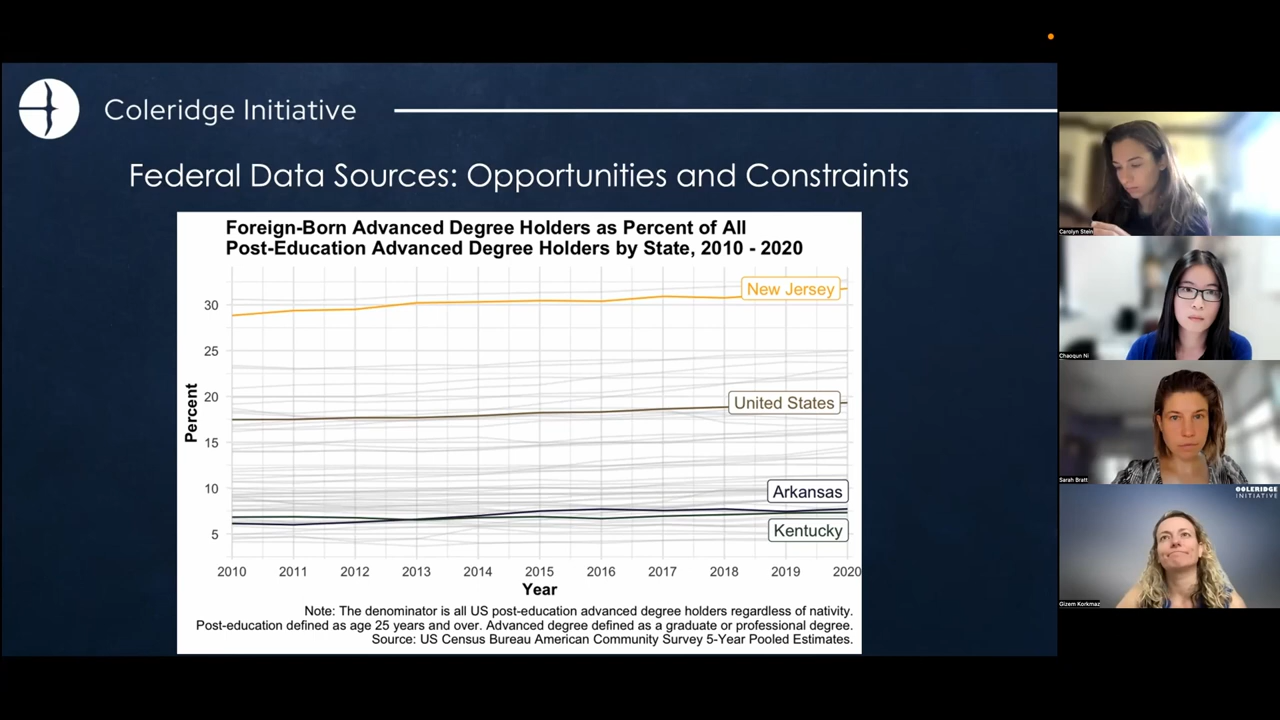 Coleridge Initiative
Federal Data Sources: Opportunities and Constraints
Foreign-Born Advanced Degree Holders as Percent of All
Post-Education Advanced Degree Holders by State, 2010 - 2020
Percent
30
25
20
15
10
5
New Jersey
United States
Arkansas
Kentucky
2010 2011 2012 2013 2014 2015 2016 2017 2018 2019 2020
Year
Note: The denominator is all US post-education advanced degree holders regardless of nativity.
Post-education defined as age 25 years and over. Advanced degree defined as a graduate or professional degree.
Source: US Census Bureau American Community Survey 5-Year Pooled Estimates.
Carolyn Stein
Chaoqun Ni
Sarah Bratt
COLERIDGE
INITIATIVE
Gizem Korkmaz